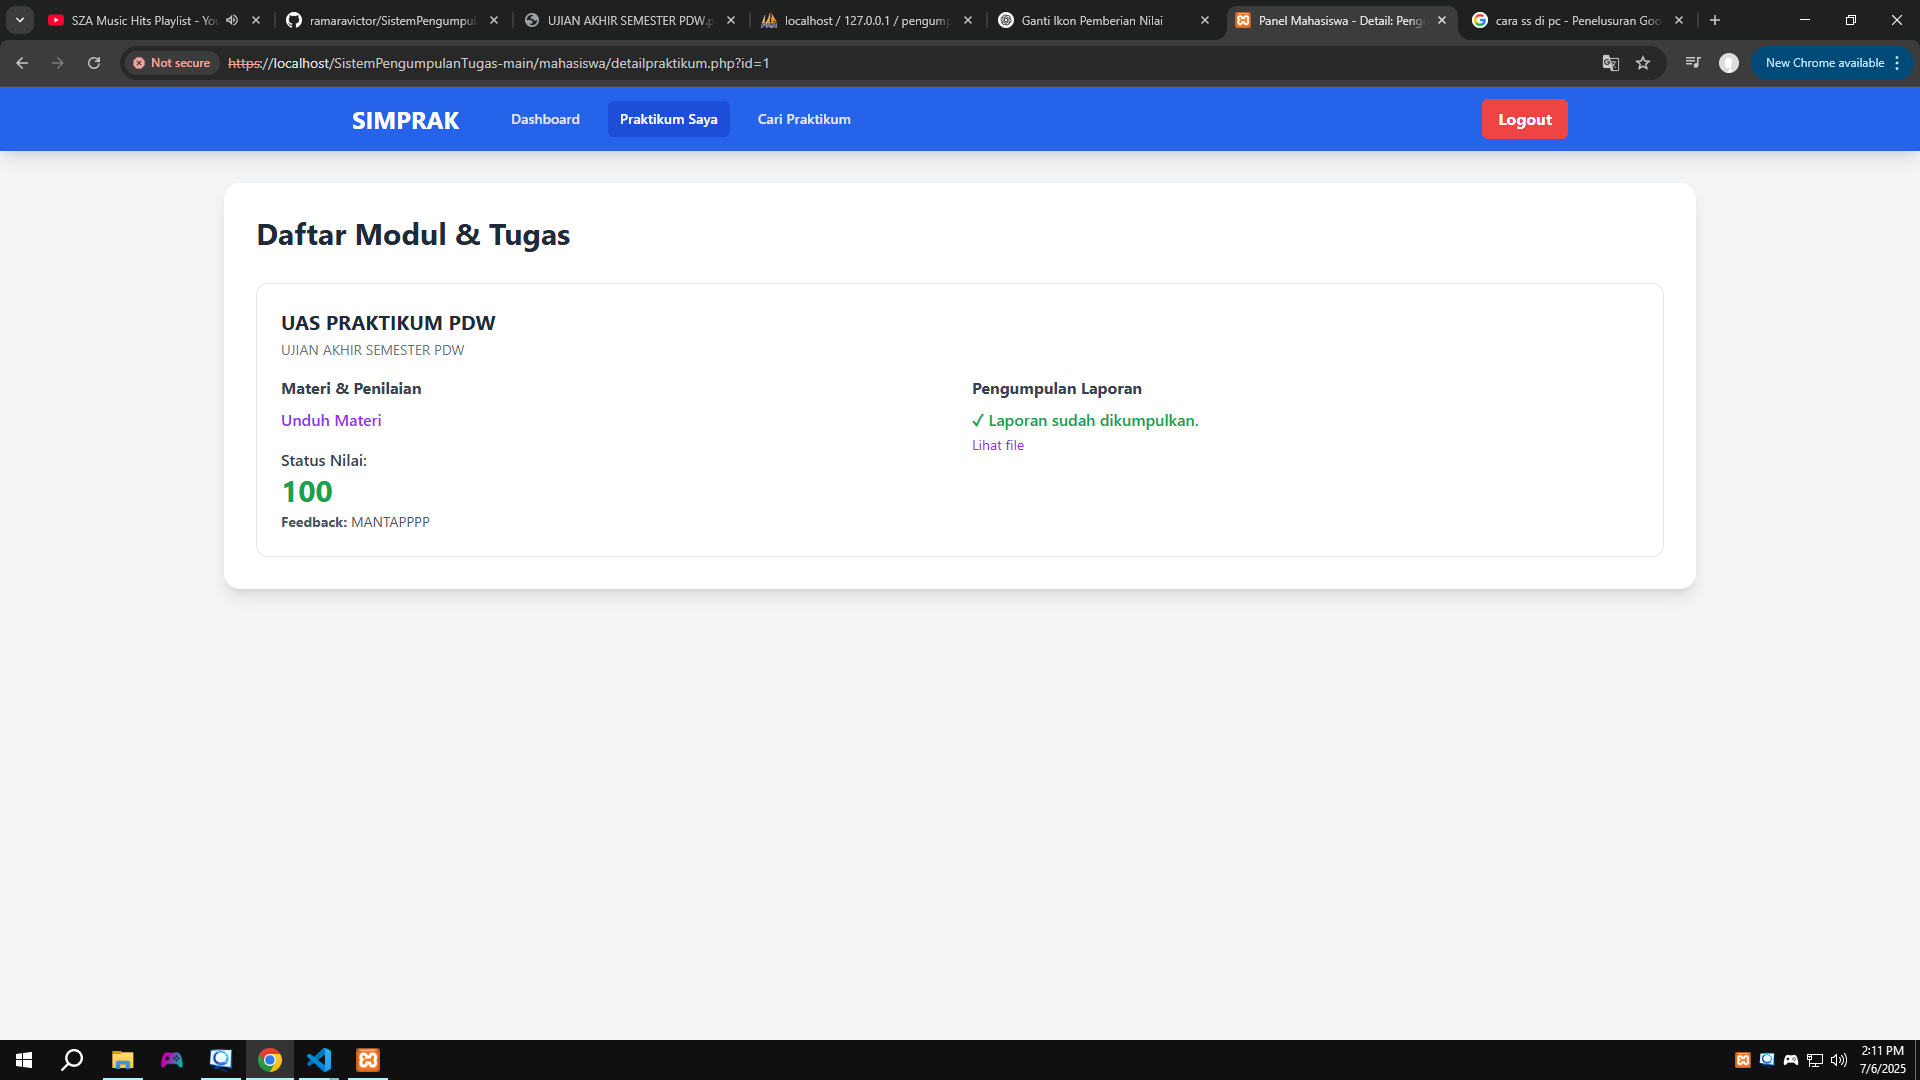 SZA Music Hits Playlist - You
ramaravictor/SistemPengumpul
UJIAN AKHIR SEMESTER PDW.p
localhost / 127.0.0.1 / pengump
Ganti Ikon Pemberian Nilai
Panel Mahasiswa - Detail: Peng
cara ss di pc - Penelusuran Goo
Not secure
https://localhost/SistemPengumpulanTugas-main/mahasiswa/detailpraktikum.php?id=1
New Chrome available
SIMPRAK
Dashboard
Praktikum Saya
Cari Praktikum
Logout
Daftar Modul & Tugas
UAS PRAKTIKUM PDW
UJIAN AKHIR SEMESTER PDW
Materi & Penilaian
Unduh Materi
Status Nilai:
100
Feedback: MANTAPPPP
Pengumpulan Laporan
✓ Laporan sudah dikumpulkan.
Lihat file
2:11 PM
7/6/2025